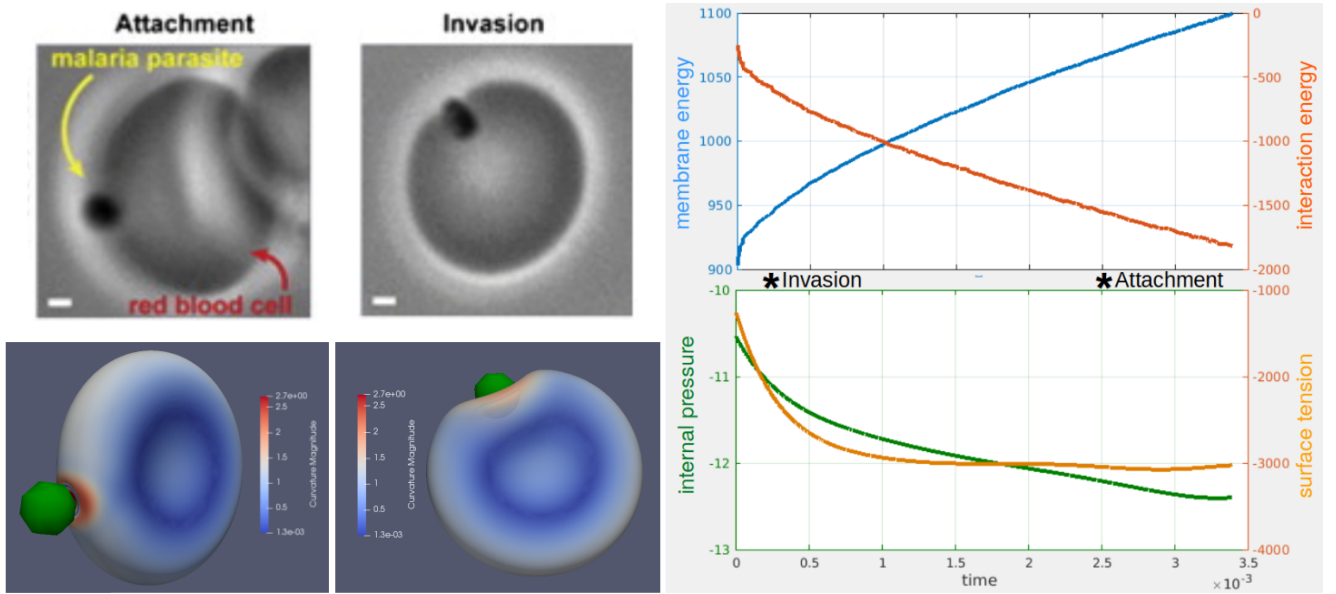 Attachment
malaria parasite
red blood cell
Invasion
2.7e+00
2.5
2
1.5
1
0.5
1.3e-03
Curvature Magnitude
2.7e+00
2.5
2
1.5
1
0.5
1.3e-03
Curvature Magnitude
membrane energy
1100
1050
1000
950
900
0
-500
-1000
-1500
-2000
interaction energy
*Invasion
*Attachment
internal pressure
-10
-11
-12
-13
-1000
-2000
-3000
-4000
surface tension
0 0.5 1 1.5 2 2.5 3 3.5
time
×10⁻³